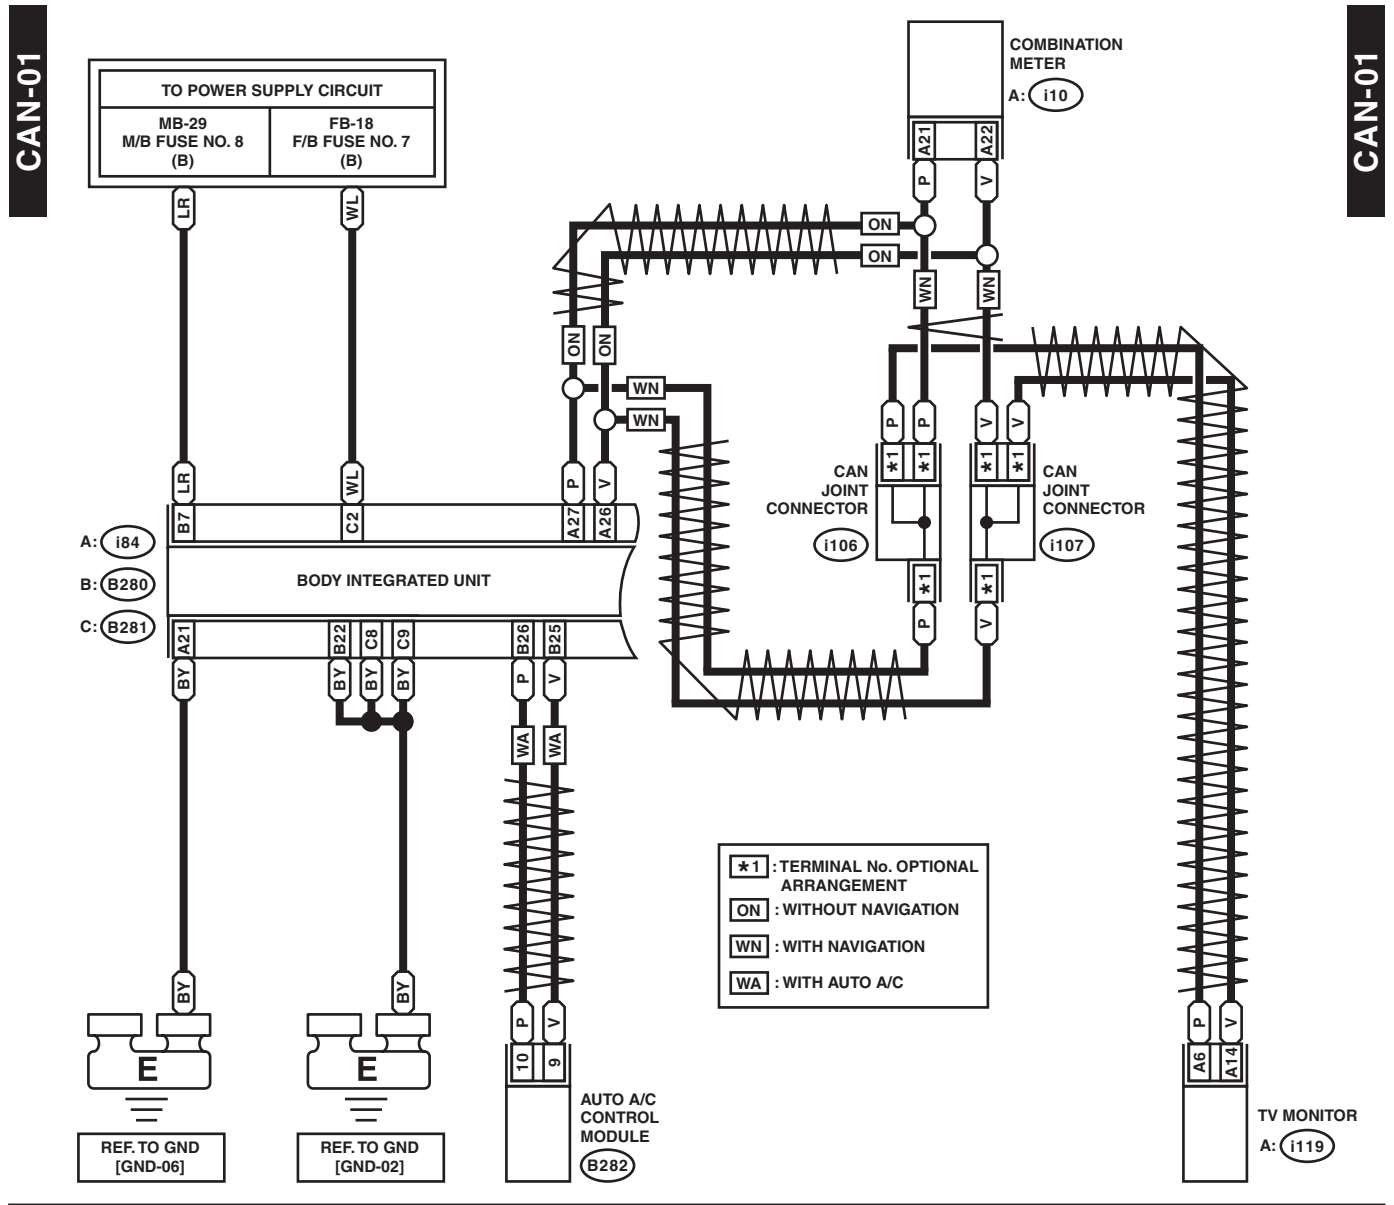 CAN-01
CAN-01
TO POWER SUPPLY CIRCUIT
MB-29
M/B FUSE NO. 8
(B)
FB-18
F/B FUSE NO. 7
(B)
COMBINATION
METER
A: i10
A21
A22
P
V
LR
WL
ON
ON
WN
WN
ON
ON
WN
WN
LR
WL
P
V
P
P
V
V
B7
C2
A27
A26
*1
*1
*1
*1
CAN
JOINT
CONNECTOR
i106
CAN
JOINT
CONNECTOR
i107
A: i84
B: B280
C: B281
BODY INTEGRATED UNIT
*1
*1
P
V
A21
B22
C8
C9
B26
B25
BY
BY
BY
BY
P
V
WA
WA
*1 : TERMINAL No. OPTIONAL
ARRANGEMENT
ON : WITHOUT NAVIGATION
WN : WITH NAVIGATION
WA : WITH AUTO A/C
BY
BY
P
V
P
V
E
E
10
9
A6
A14
REF. TO GND
[GND-06]
REF. TO GND
[GND-02]
AUTO A/C
CONTROL
MODULE
B282
TV MONITOR
A: i119